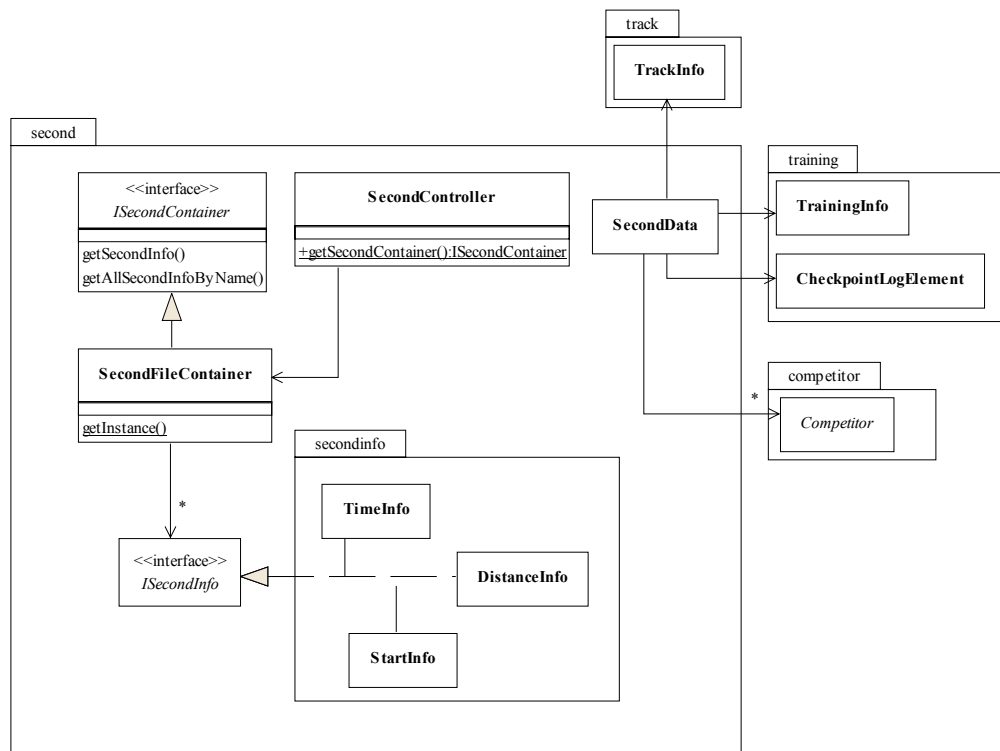 track
TrackInfo
second
<<interface>>
ISecondContainer
getSecondInfo()
getAllSecondInfoByName()
SecondController
+getSecondContainer():ISecondContainer
SecondData
training
TrainingInfo
CheckpointLogElement
SecondFileContainer
getInstance()
competitor
*
Competitor
secondinfo
TimeInfo
*
<<interface>>
ISecondInfo
DistanceInfo
StartInfo